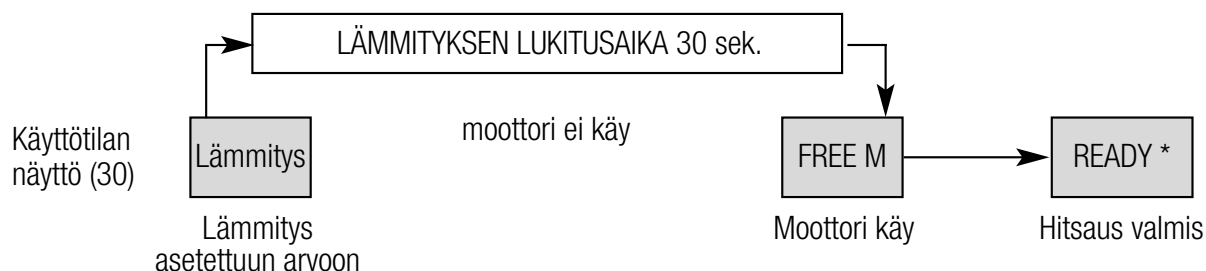 LÄMMITYKSEN LUKITUSAIKA 30 sek.
moottori ei käy
Käyttötilan
näyttö (30)
Lämmitys
FREE M
READY *
Lämmitys
asetettuun arvoon
Moottori käy
Hitsaus valmis